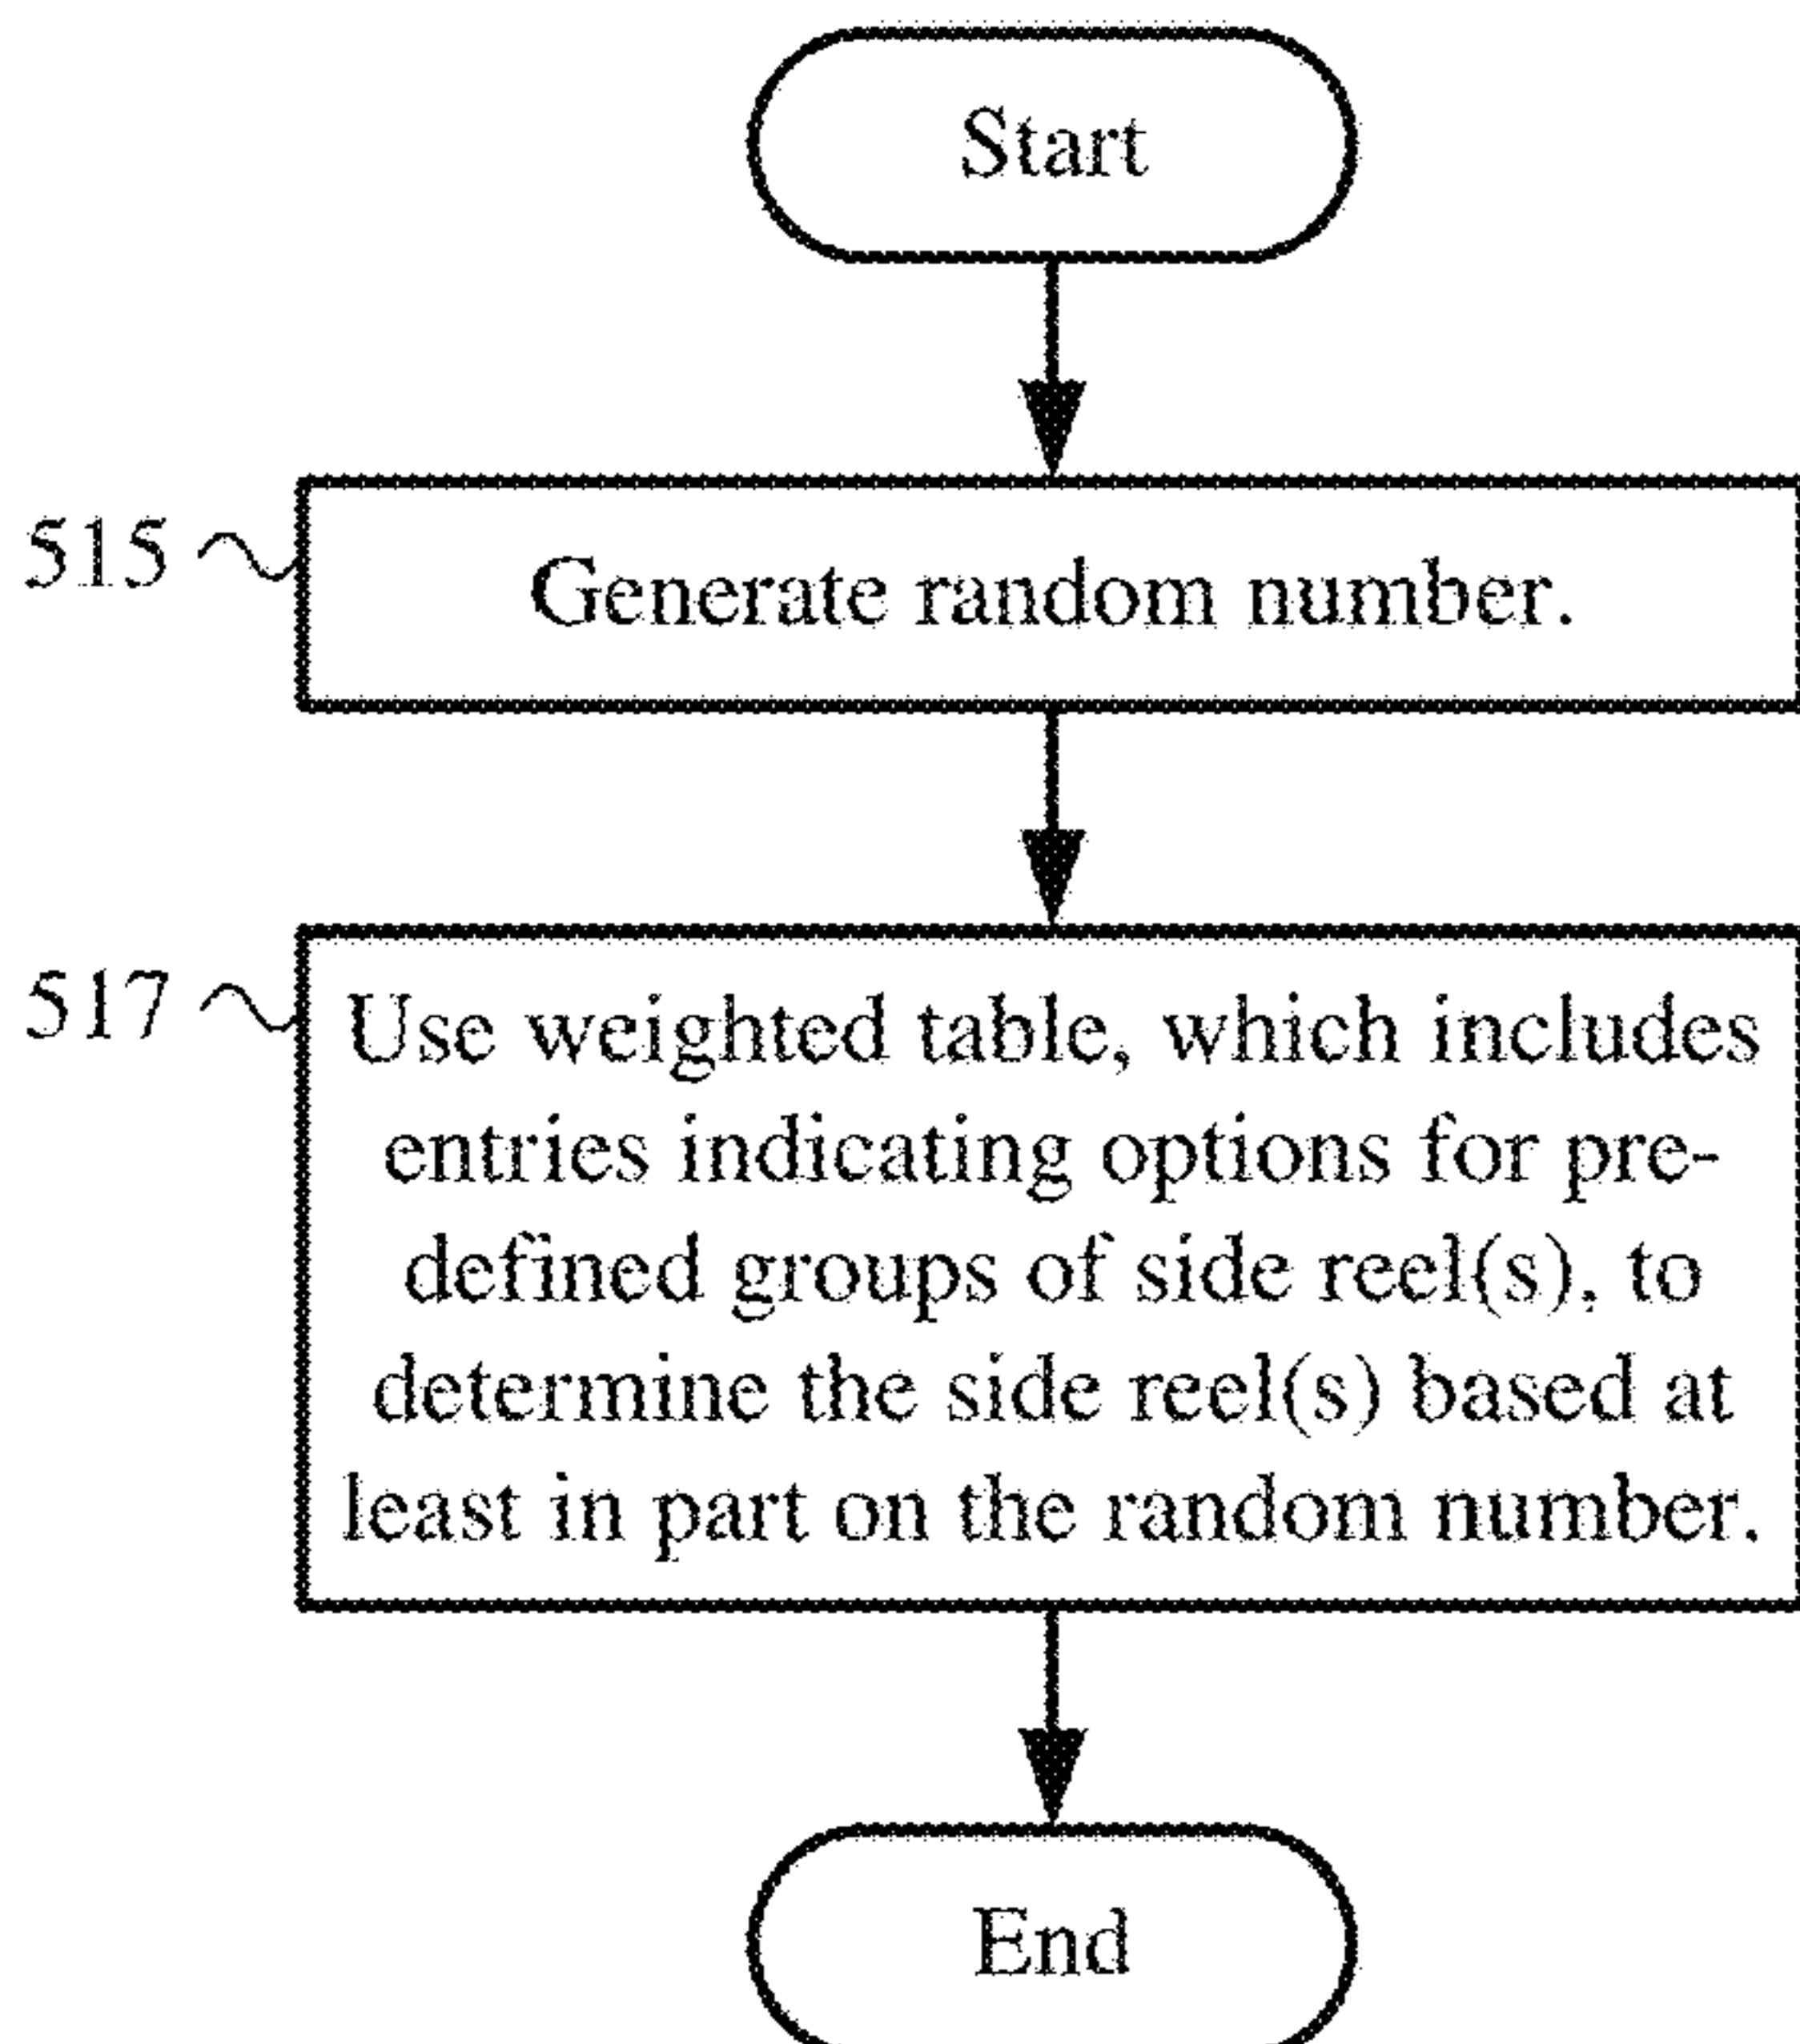 Start
515
Generate random number.
517
Use weighted table, which includes
entries indicating options for pre-
defined groups of side reel(s), to
determine the side reel(s) based at
least in part on the random number.
End